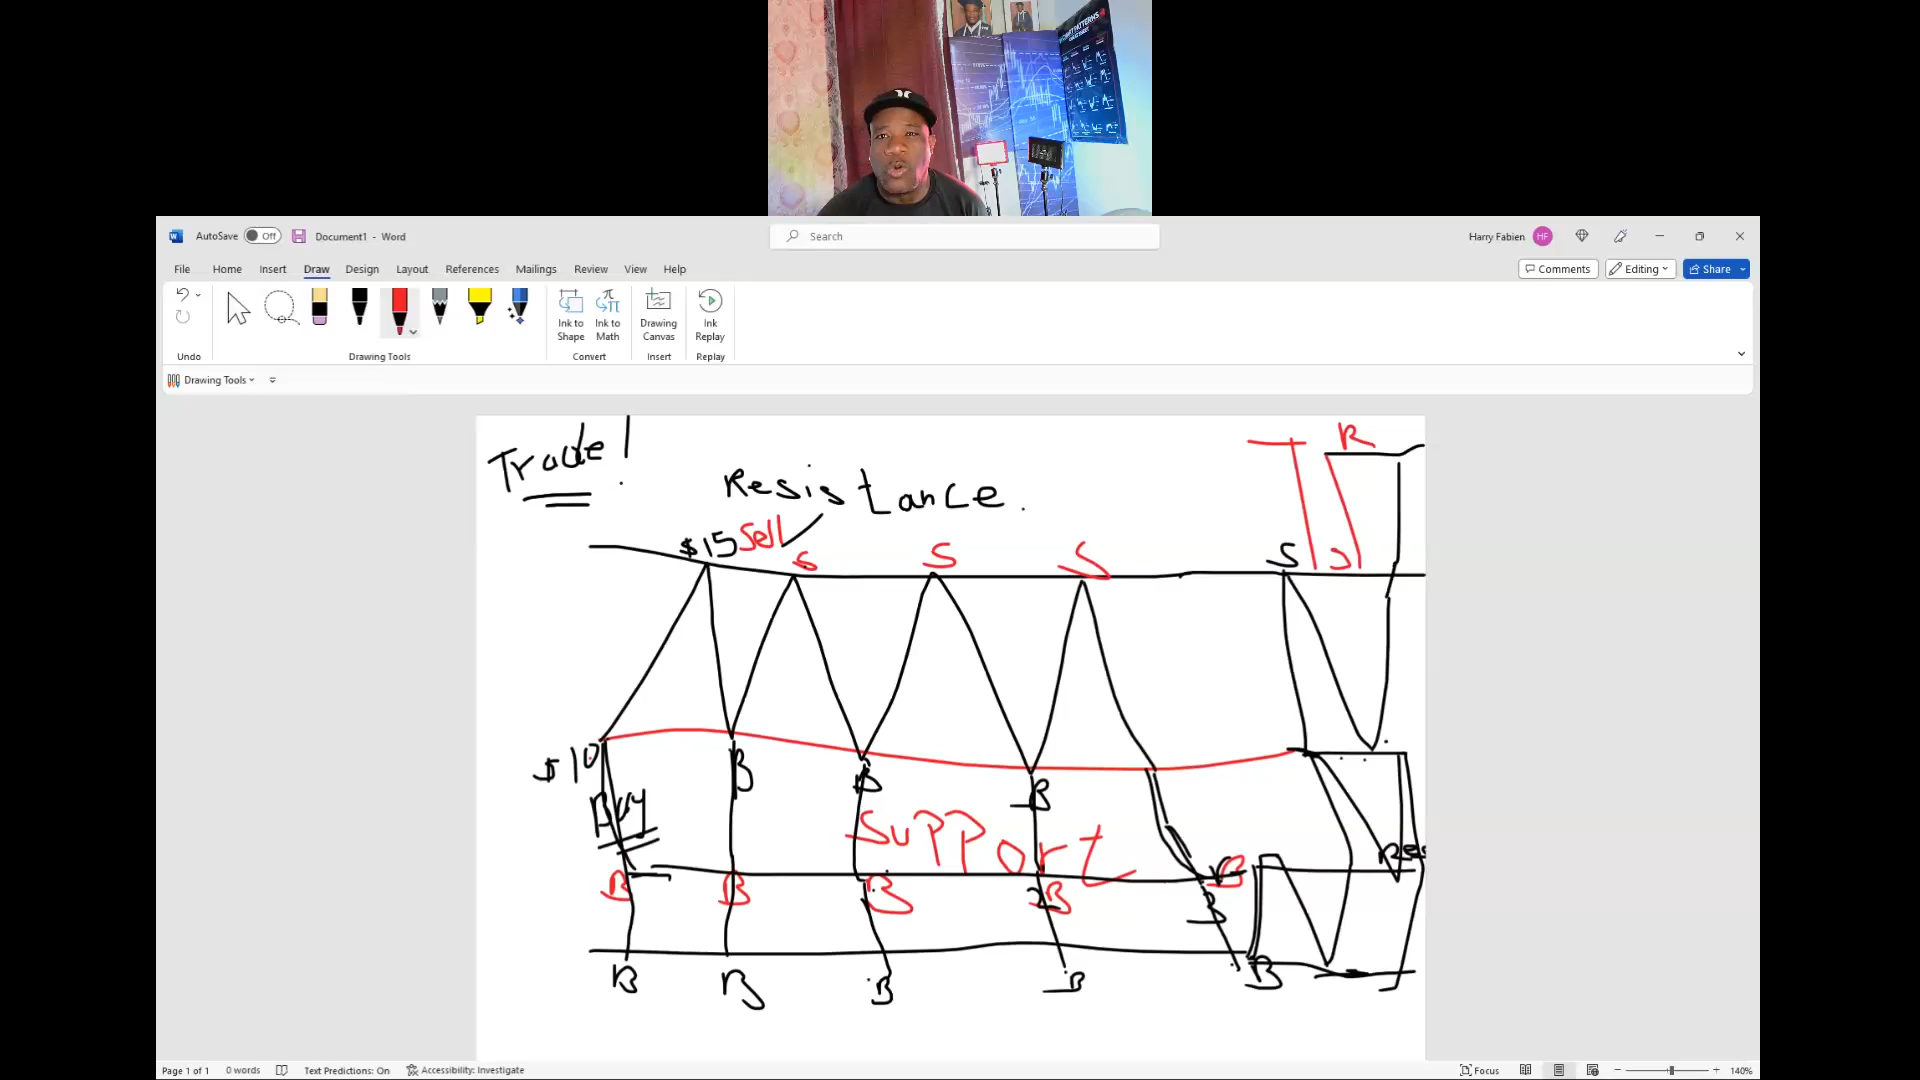 CHART PATTERNS
AutoSave Off Document1 - Word Search Harry Fabien HF
File Home Insert Draw Design Layout References Mailings Review View Help Comments Editing Share
Ink to Shape Ink to Math Drawing Canvas Ink Replay
Undo Drawing Tools Convert Insert Replay
Drawing Tools
Trade!
R
Resistance.
$15 Sell S S S S S
$10 B B B
Buy
Support
B B B B B
B
B B B B B
Page 1 of 1 0 words Text Predictions: On Accessibility: Investigate Focus 140%